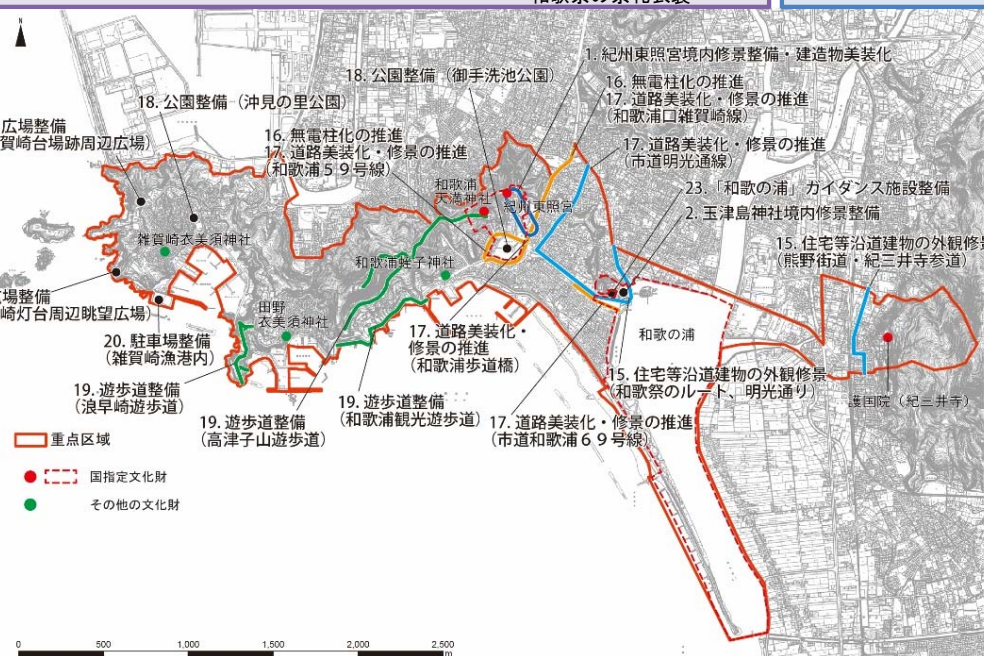 和歌祭の祭礼衣装
N
18. 公園整備（御手洗池公園）
1. 紀州東照宮境内修景整備・建造物美装化
18. 公園整備（沖見の里公園）
16. 無電柱化の推進
17. 道路美装化・修景の推進
（和歌浦口雑賀崎線）
広場整備
賀崎台場跡周辺広場）
16. 無電柱化の推進
17. 道路美装化・修景の推進
（和歌浦５９号線）
17. 道路美装化・修景の推進
（市道明光通線）
和歌浦
天満神社
紀州東照宮
23.「和歌の浦」ガイダンス施設整備
2. 玉津島神社境内修景整備
雑賀崎衣美須神社
和歌浦蛭子神社
15. 住宅等沿道建物の外観修景
（熊野街道・紀三井寺参道）
場整備
崎灯台周辺眺望広場）
田野
衣美須神社
20. 駐車場整備
（雑賀崎漁港内）
17. 道路美装化・
修景の推進
（和歌浦歩道橋）
和歌の浦
19. 遊歩道整備
（浪早崎遊歩道）
15. 住宅等沿道建物の外観修景
（和歌祭のルート、明光通り）
護国院（紀三井寺）
19. 遊歩道整備
（高津子山遊歩道）
19. 遊歩道整備
（和歌浦観光遊歩道）
17. 道路美装化・修景の推進
（市道和歌浦６９号線）
重点区域
国指定文化財
その他の文化財
0 500 1,000 1,500 2,000 2,500
m